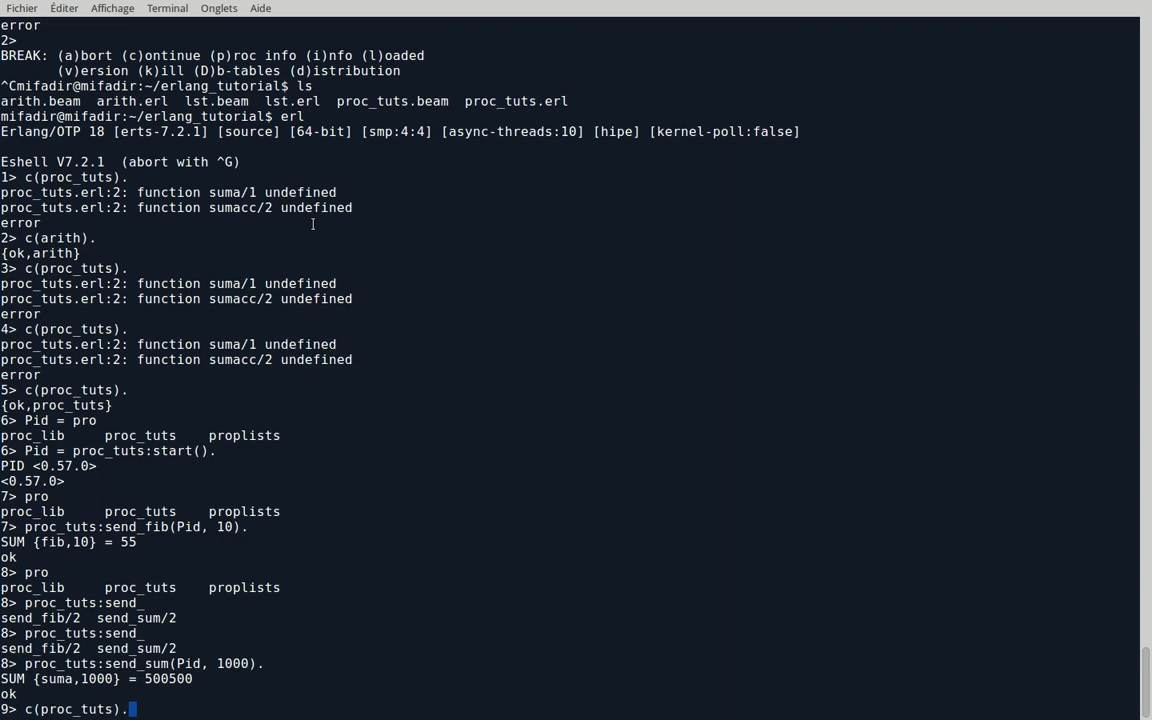 Fichier Éditer Affichage Terminal Onglets Aide
error
2>
BREAK: (a)bort (c)ontinue (p)roc info (i)nfo (l)oaded
       (v)ersion (k)ill (D)b-tables (d)istribution
^Cmifadir@mifadir:~/erlang_tutorial$ ls
arith.beam  arith.erl  lst.beam  lst.erl  proc_tuts.beam  proc_tuts.erl
mifadir@mifadir:~/erlang_tutorial$ erl
Erlang/OTP 18 [erts-7.2.1] [source] [64-bit] [smp:4:4] [async-threads:10] [hipe] [kernel-poll:false]

Eshell V7.2.1  (abort with ^G)
1> c(proc_tuts).
proc_tuts.erl:2: function suma/1 undefined
proc_tuts.erl:2: function sumacc/2 undefined
error
2> c(arith).
{ok,arith}
3> c(proc_tuts).
proc_tuts.erl:2: function suma/1 undefined
proc_tuts.erl:2: function sumacc/2 undefined
error
4> c(proc_tuts).
proc_tuts.erl:2: function suma/1 undefined
proc_tuts.erl:2: function sumacc/2 undefined
error
5> c(proc_tuts).
{ok,proc_tuts}
6> Pid = pro
proc_lib     proc_tuts    proplists
6> Pid = proc_tuts:start().
PID <0.57.0>
<0.57.0>
7> pro
proc_lib     proc_tuts    proplists
7> proc_tuts:send_fib(Pid, 10).
SUM {fib,10} = 55
ok
8> pro
proc_lib     proc_tuts    proplists
8> proc_tuts:send_
send_fib/2  send_sum/2
8> proc_tuts:send_
send_fib/2  send_sum/2
8> proc_tuts:send_sum(Pid, 1000).
SUM {suma,1000} = 500500
ok
9> c(proc_tuts).